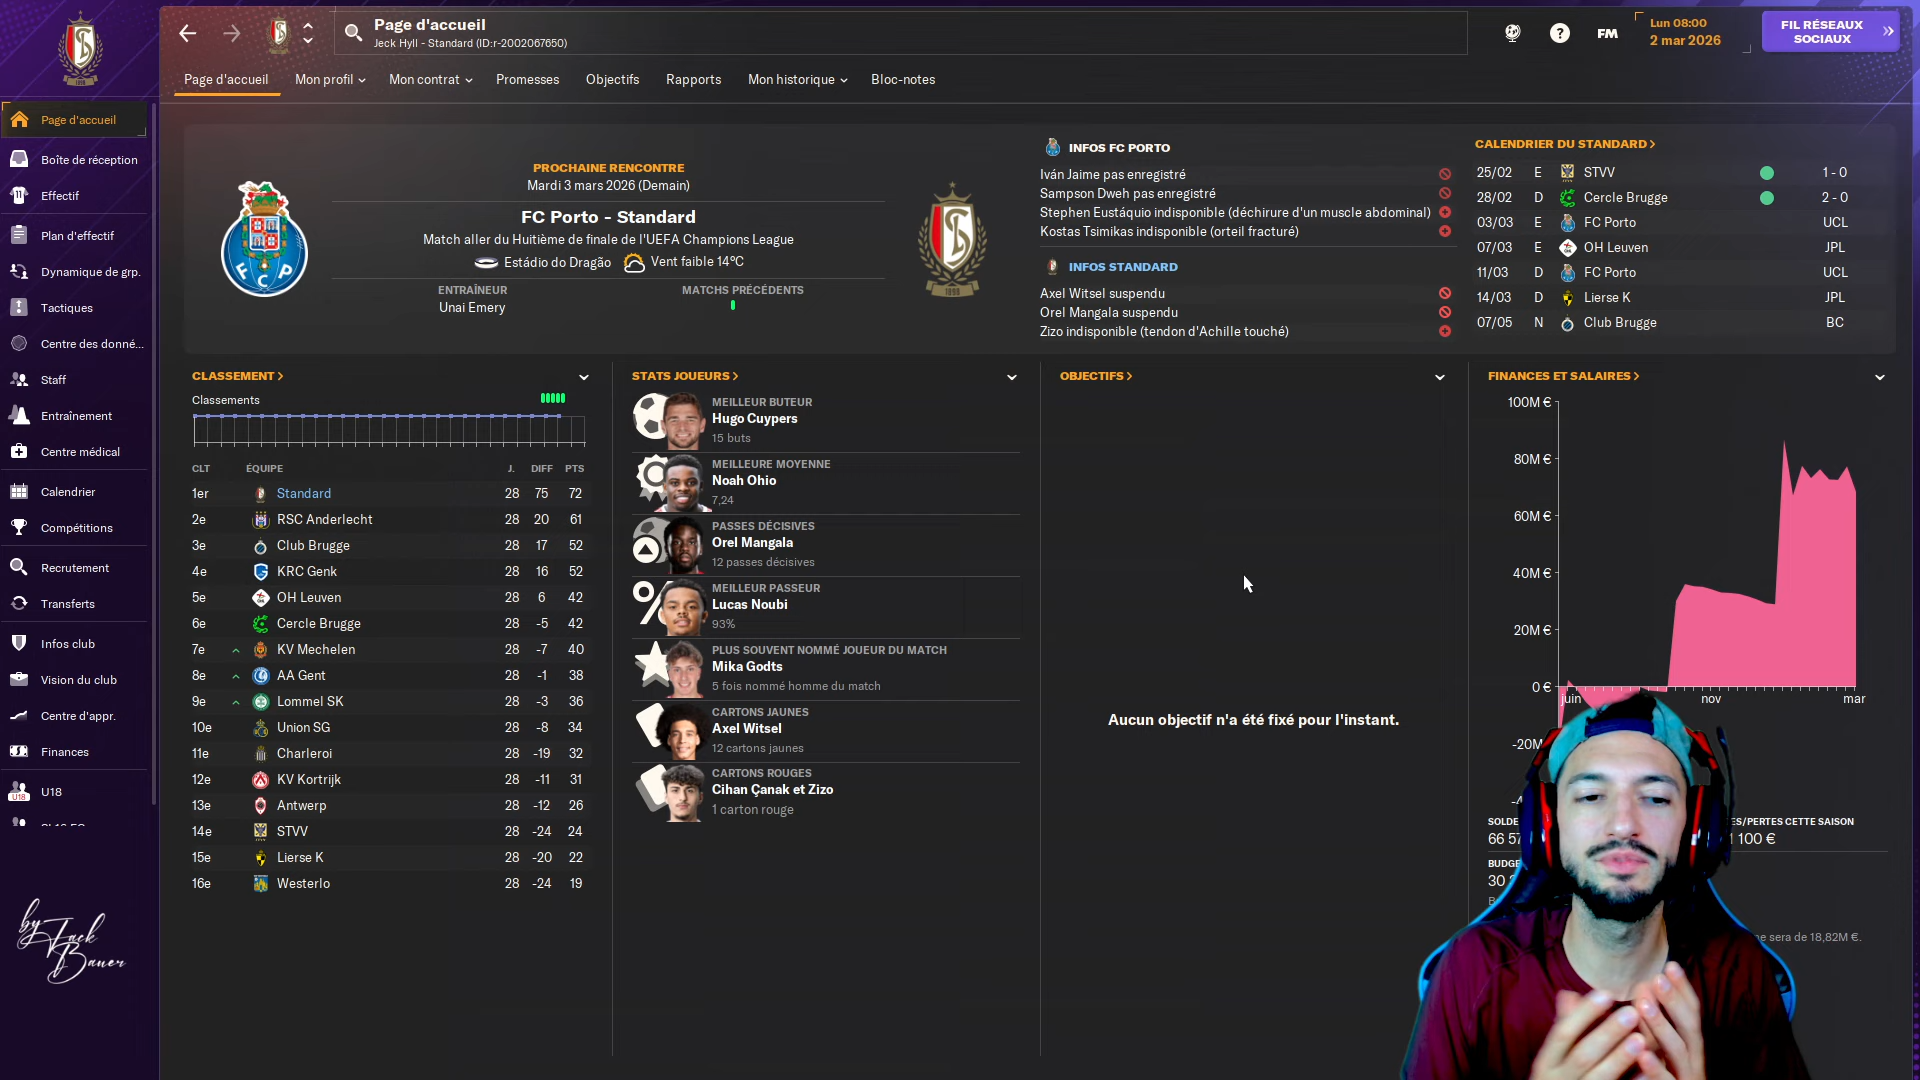 Page d'accueil
Jeck Hyll - Standard (ID:r-2002067650)
FM
Lun 08:00
2 mar 2026
FIL RÉSEAUX
SOCIAUX
Page d'accueil
Mon profil
Mon contrat
Promesses
Objectifs
Rapports
Mon historique
Bloc-notes
Page d'accueil
Boîte de réception
Effectif
Plan d'effectif
Dynamique de grp.
Tactiques
Centre des donné...
Staff
Entraînement
Centre médical
Calendrier
Compétitions
Recrutement
Transferts
Infos club
Vision du club
Centre d'appr.
Finances
U18
by Jack
Bauer
PROCHAINE RENCONTRE
Mardi 3 mars 2026 (Demain)
FC Porto - Standard
Match aller du Huitième de finale de l'UEFA Champions League
Estádio do Dragão
Vent faible 14°C
ENTRAÎNEUR
Unai Emery
MATCHS PRÉCÉDENTS
INFOS FC PORTO
Iván Jaime pas enregistré
Sampson Dweh pas enregistré
Stephen Eustáquio indisponible (déchirure d'un muscle abdominal)
Kostas Tsimikas indisponible (orteil fracturé)
INFOS STANDARD
Axel Witsel suspendu
Orel Mangala suspendu
Zizo indisponible (tendon d'Achille touché)
CALENDRIER DU STANDARD
25/02 E STVV 1 - 0
28/02 D Cercle Brugge 2 - 0
03/03 E FC Porto UCL
07/03 E OH Leuven JPL
11/03 D FC Porto UCL
14/03 D Lierse K JPL
07/05 N Club Brugge BC
CLASSEMENT
Classements
CLT ÉQUIPE J. DIFF PTS
1er Standard 28 75 72
2e RSC Anderlecht 28 20 61
3e Club Brugge 28 17 52
4e KRC Genk 28 16 52
5e OH Leuven 28 6 42
6e Cercle Brugge 28 -5 42
7e KV Mechelen 28 -7 40
8e AA Gent 28 -1 38
9e Lommel SK 28 -3 36
10e Union SG 28 -8 34
11e Charleroi 28 -19 32
12e KV Kortrijk 28 -11 31
13e Antwerp 28 -12 26
14e STVV 28 -24 24
15e Lierse K 28 -20 22
16e Westerlo 28 -24 19
STATS JOUEURS
MEILLEUR BUTEUR
Hugo Cuypers
15 buts
MEILLEURE MOYENNE
Noah Ohio
7,24
PASSES DÉCISIVES
Orel Mangala
12 passes décisives
MEILLEUR PASSEUR
Lucas Noubi
93%
PLUS SOUVENT NOMMÉ JOUEUR DU MATCH
Mika Godts
5 fois nommé homme du match
CARTONS JAUNES
Axel Witsel
12 cartons jaunes
CARTONS ROUGES
Cihan Çanak et Zizo
1 carton rouge
OBJECTIFS
Aucun objectif n'a été fixé pour l'instant.
FINANCES ET SALAIRES
100M €
80M €
60M €
40M €
20M €
0 €
-20M
juin nov mar
SOLDE
66 57
ES/PERTES CETTE SAISON
1 100 €
BUDGE
30
ne sera de 18,82M €.